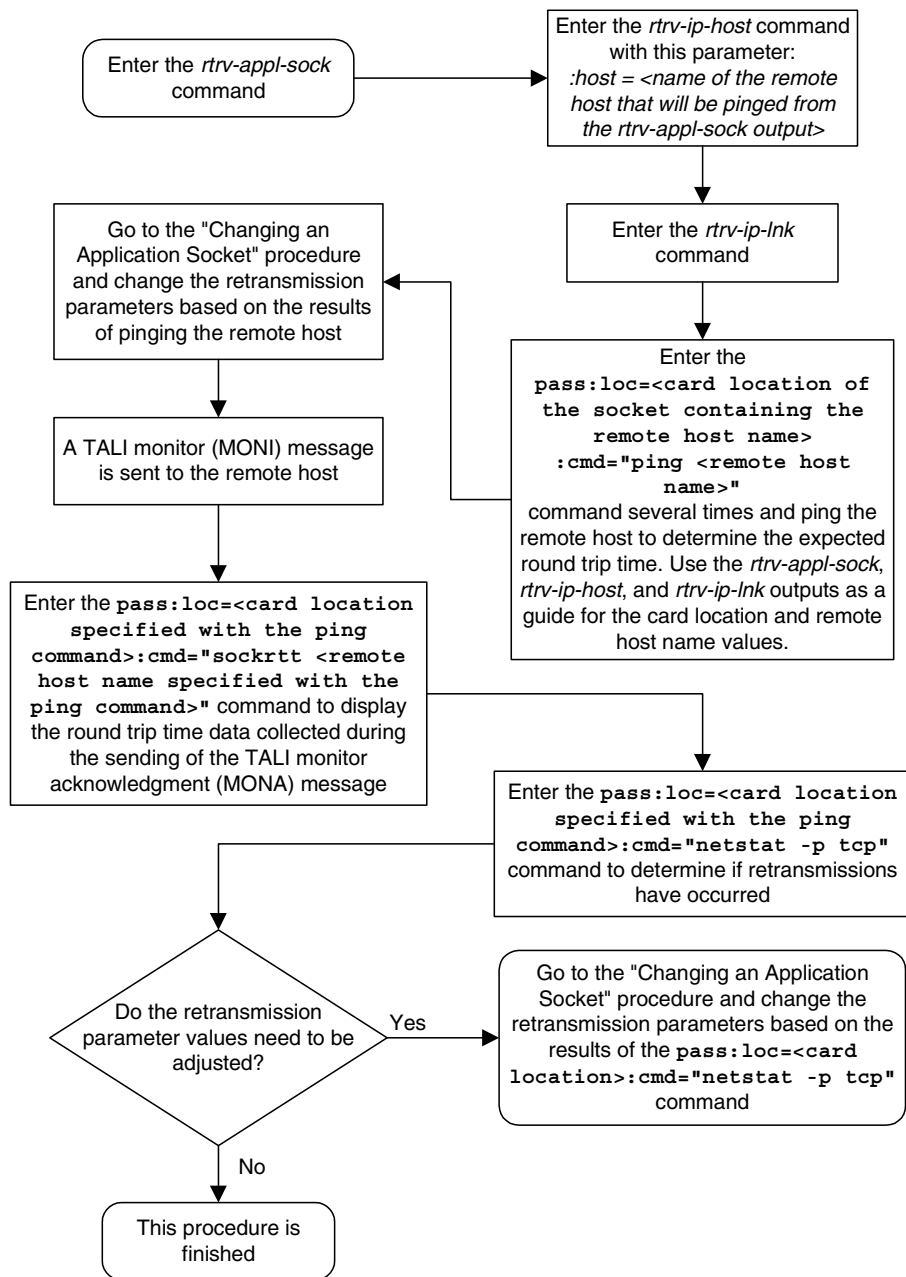 Enter the rtrv-appl-sock
command
Enter the rtrv-ip-host command
with this parameter:
:host = <name of the remote
host that will be pinged from
the rtrv-appl-sock output>
Enter the rtrv-ip-lnk
command
Enter the
pass:loc=<card location of
the socket containing the
remote host name>
:cmd="ping <remote host
name>"
command several times and ping the
remote host to determine the expected
round trip time. Use the rtrv-appl-sock,
rtrv-ip-host, and rtrv-ip-lnk outputs as a
guide for the card location and remote
host name values.
Go to the "Changing an
Application Socket" procedure
and change the retransmission
parameters based on the results
of pinging the remote host
A TALI monitor (MONI) message
is sent to the remote host
Enter the pass:loc=<card location
specified with the ping
command>:cmd="sockrtt <remote
host name specified with the
ping command>" command to display
the round trip time data collected during
the sending of the TALI monitor
acknowledgment (MONA) message
Enter the pass:loc=<card location
specified with the ping
command>:cmd="netstat -p tcp"
command to determine if retransmissions
have occurred
Do the retransmission
parameter values need to be
adjusted?
Yes
Go to the "Changing an Application
Socket" procedure and change the
retransmission parameters based on the
results of the pass:loc=<card
location>:cmd="netstat -p tcp"
command
No
This procedure is
finished